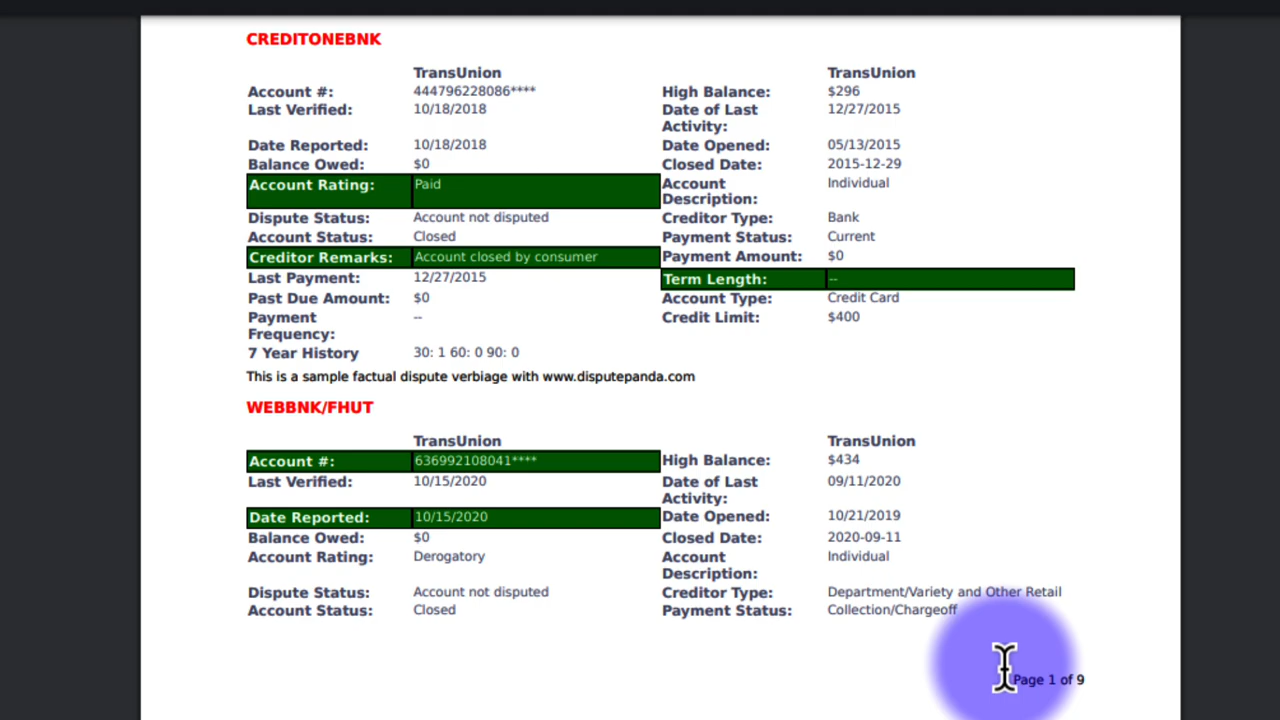 CREDITONEBNK
TransUnion TransUnion
Account #: 444796228086**** High Balance: $296
Last Verified: 10/18/2018 Date of Last Activity: 12/27/2015
Date Reported: 10/18/2018 Date Opened: 05/13/2015
Balance Owed: $0 Closed Date: 2015-12-29
Account Rating: Paid Account Description: Individual
Dispute Status: Account not disputed Creditor Type: Bank
Account Status: Closed Payment Status: Current
Creditor Remarks: Account closed by consumer Payment Amount: $0
Last Payment: 12/27/2015 Term Length: --
Past Due Amount: $0 Account Type: Credit Card
Payment Frequency: -- Credit Limit: $400
7 Year History 30: 1 60: 0 90: 0
This is a sample factual dispute verbiage with www.disputepanda.com
WEBBNK/FHUT
TransUnion TransUnion
Account #: 636992108041**** High Balance: $434
Last Verified: 10/15/2020 Date of Last Activity: 09/11/2020
Date Reported: 10/15/2020 Date Opened: 10/21/2019
Balance Owed: $0 Closed Date: 2020-09-11
Account Rating: Derogatory Account Description: Individual
Dispute Status: Account not disputed Creditor Type: Department/Variety and Other Retail
Account Status: Closed Payment Status: Collection/Chargeoff
Page 1 of 9